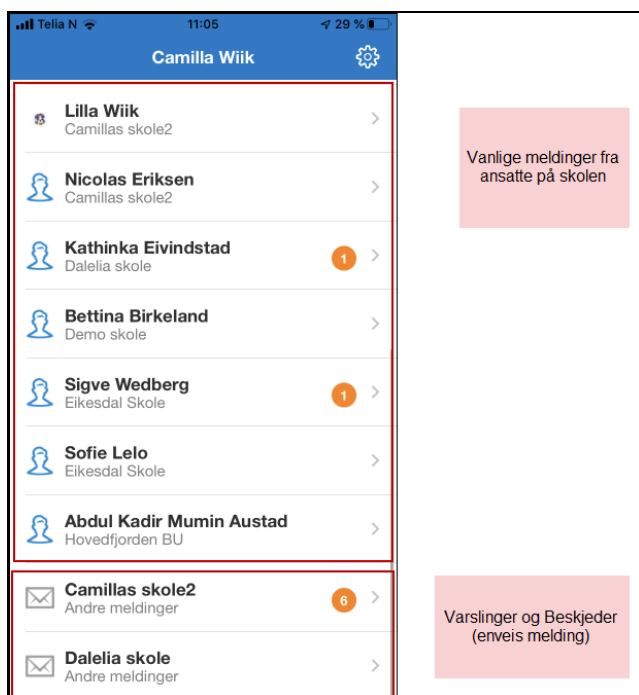 Telia N 11:05 29 %
Camilla Wiik
Lilla Wiik
Camillas skole2
Vanlige meldinger fra
ansatte på skolen
Nicolas Eriksen
Camillas skole2
Kathinka Eivindstad
Dalelia skole
1
Bettina Birkeland
Demo skole
Sigve Wedberg
Eikesdal Skole
1
Sofie Lelo
Eikesdal Skole
Abdul Kadir Mumin Austad
Hovedfjorden BU
Camillas skole2
Andre meldinger
6
Varslinger og Beskjeder
(enveis melding)
Dalelia skole
Andre meldinger